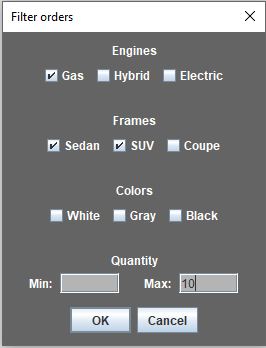 Filter orders
Engines
Gas Hybrid Electric
Frames
Sedan SUV Coupe
Colors
White Gray Black
Quantity
Min: Max: 10
OK Cancel